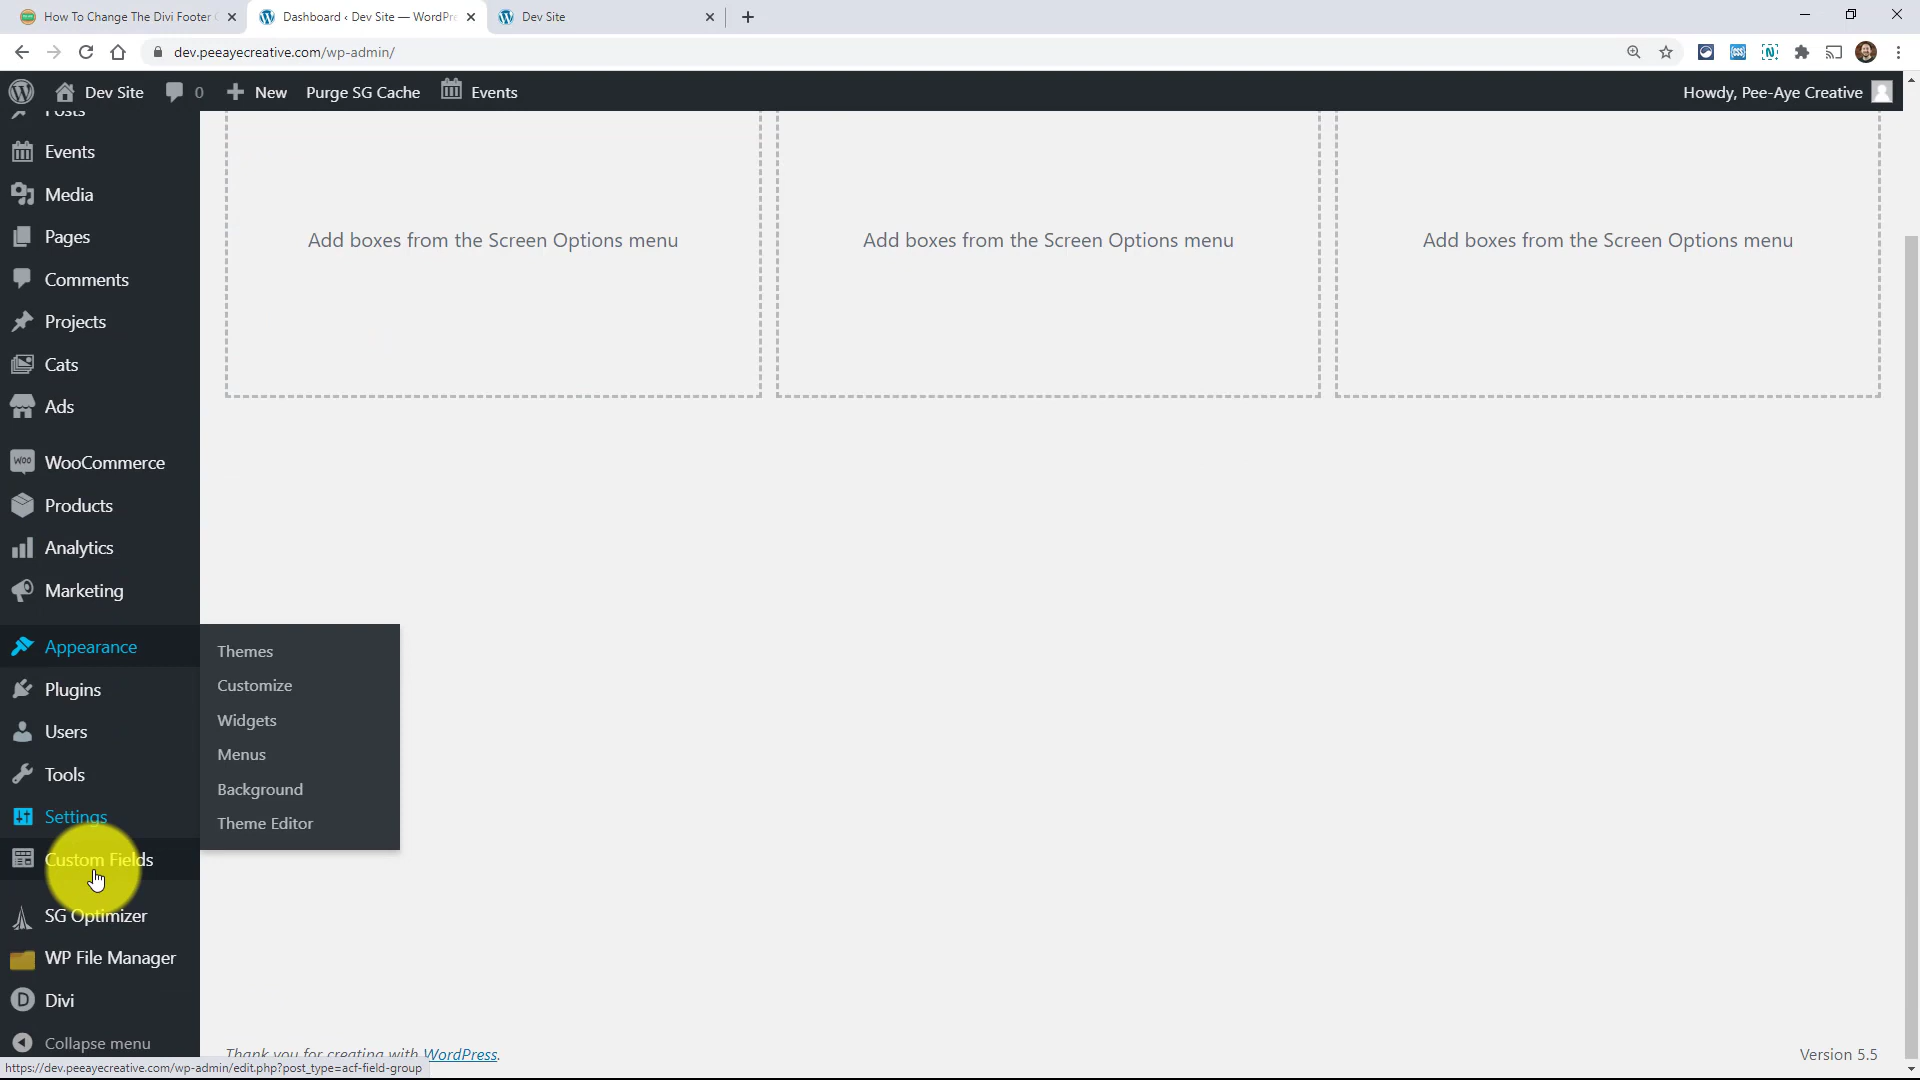 How To Change The Divi Footer
Dashboard ‹ Dev Site — WordPre
Dev Site
dev.peeayecreative.com/wp-admin/
Dev Site
0
New
Purge SG Cache
Events
Howdy, Pee-Aye Creative
Posts
Events
Media
Pages
Comments
Projects
Cats
Ads
WooCommerce
Products
Analytics
Marketing
Appearance
Plugins
Users
Tools
Settings
Custom Fields
SG Optimizer
WP File Manager
Divi
Collapse menu
Themes
Customize
Widgets
Menus
Background
Theme Editor
Add boxes from the Screen Options menu
Add boxes from the Screen Options menu
Add boxes from the Screen Options menu
Thank you for creating with WordPress.
Version 5.5
https://dev.peeayecreative.com/wp-admin/edit.php?post_type=acf-field-group